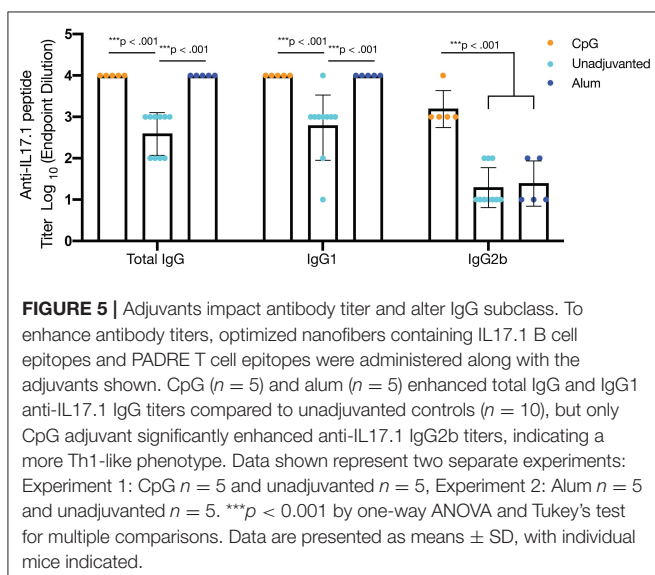 5
4
3
2
1
0
Anti-IL17.1 peptide
Titer Log 10 (Endpoint Dilution)
***p < .001
***p < .001
***p < .001
***p < .001
***p < .001
CpG
Unadjuvanted
Alum
Total IgG
IgG1
IgG2b
FIGURE 5 | Adjuvants impact antibody titer and alter IgG subclass. To
enhance antibody titers, optimized nanofibers containing IL17.1 B cell
epitopes and PADRE T cell epitopes were administered along with the
adjuvants shown. CpG (n = 5) and alum (n = 5) enhanced total IgG and IgG1
anti-IL17.1 IgG titers compared to unadjuvanted controls (n = 10), but only
CpG adjuvant significantly enhanced anti-IL17.1 IgG2b titers, indicating a
more Th1-like phenotype. Data shown represent two separate experiments:
Experiment 1: CpG n = 5 and unadjuvanted n = 5, Experiment 2: Alum n = 5
and unadjuvanted n = 5. ***p < 0.001 by one-way ANOVA and Tukey's test
for multiple comparisons. Data are presented as means ± SD, with individual
mice indicated.